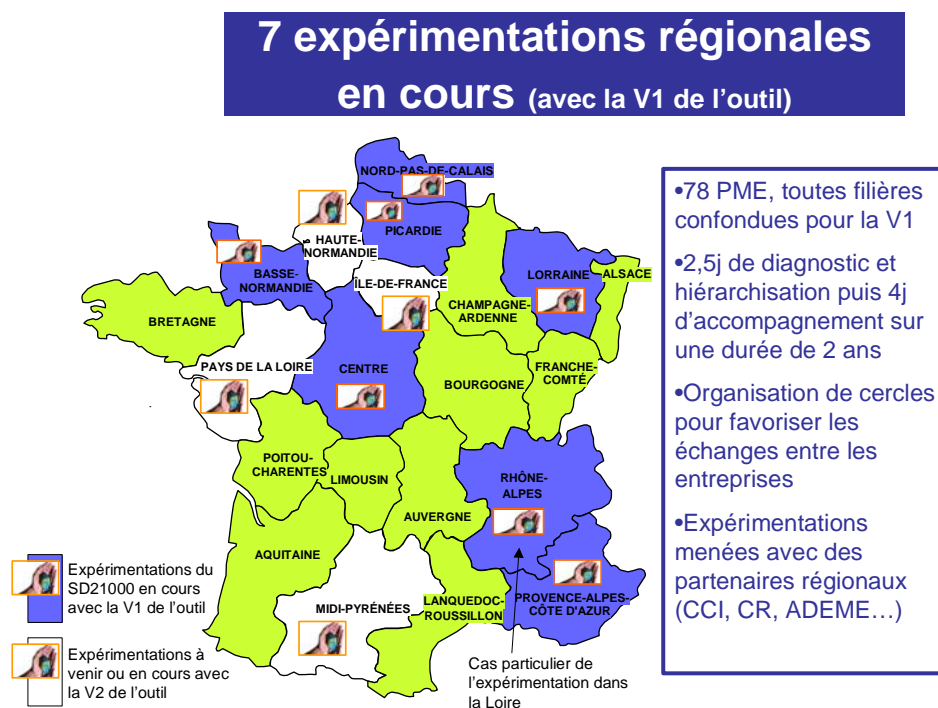 7 expérimentations régionales
en cours (avec la V1 de l'outil)
NORD-PAS-DE-CALAIS
PICARDIE
HAUTE-
NORMANDIE
BASSE-
NORMANDIE
ÎLE-DE-FRANCE
LORRAINE
ALSACE
CHAMPAGNE-
ARDENNE
BRETAGNE
PAYS DE LA LOIRE
CENTRE
BOURGOGNE
FRANCHE-
COMTÉ
POITOU-
CHARENTES
LIMOUSIN
AUVERGNE
RHÔNE-
ALPES
AQUITAINE
MIDI-PYRÉNÉES
LANQUEDOC-
ROUSSILLON
PROVENCE-ALPES-
CÔTE D'AZUR
Expérimentations du
SD21000 en cours
avec la V1 de l'outil
Expérimentations à
venir ou en cours avec
la V2 de l'outil
Cas particulier de
l'expérimentation dans
la Loire
•78 PME, toutes filières
confondues pour la V1
•2,5j de diagnostic et
hiérarchisation puis 4j
d'accompagnement sur
une durée de 2 ans
•Organisation de cercles
pour favoriser les
échanges entre les
entreprises
•Expérimentations
menées avec des
partenaires régionaux
(CCI, CR, ADEME…)